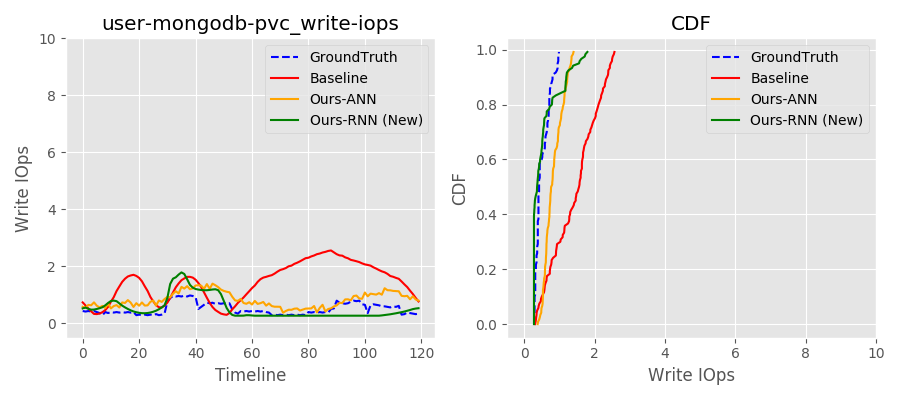 user-mongodb-pvc_write-iops
Write IOps
10
8
6
4
2
0
0 20 40 60 80 100 120
Timeline
GroundTruth
Baseline
Ours-ANN
Ours-RNN (New)
CDF
CDF
1.0
0.8
0.6
0.4
0.2
0.0
0 2 4 6 8 10
Write IOps
GroundTruth
Baseline
Ours-ANN
Ours-RNN (New)